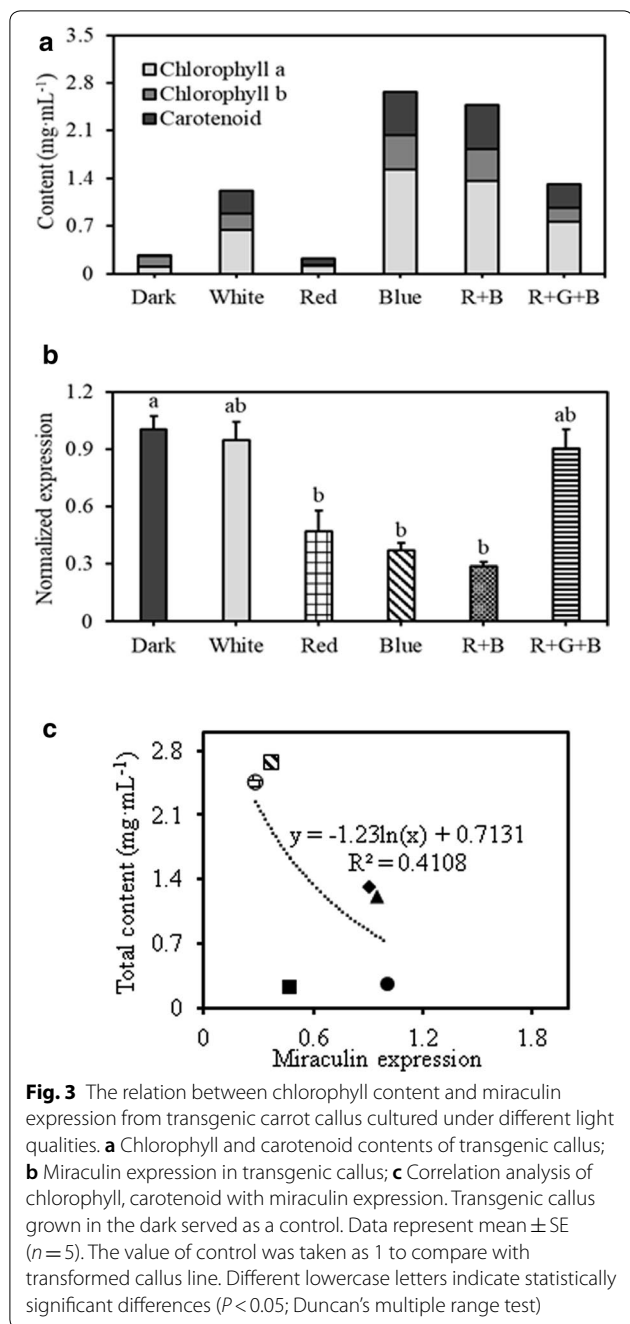 a
3.5
2.8
2.1
1.4
0.7
0
Content (mg·mL-1)
Chlorophyll a
Chlorophyll b
Carotenoid
Dark White Red Blue R+B R+G+B
b
1.2
0.9
0.6
0.3
0
Normalized expression
a ab b b b ab
Dark White Red Blue R+B R+G+B
c
2.8
2.1
1.4
0.7
0
Total content (mg·mL-1)
y = -1.23ln(x) + 0.7131
R² = 0.4108
0 0.6 1.2 1.8
Miraculin expression
Fig. 3 The relation between chlorophyll content and miraculin
expression from transgenic carrot callus cultured under different light
qualities. a Chlorophyll and carotenoid contents of transgenic callus;
b Miraculin expression in transgenic callus; c Correlation analysis of
chlorophyll, carotenoid with miraculin expression. Transgenic callus
grown in the dark served as a control. Data represent mean ± SE
(n = 5). The value of control was taken as 1 to compare with
transformed callus line. Different lowercase letters indicate statistically
significant differences (P < 0.05; Duncan's multiple range test)